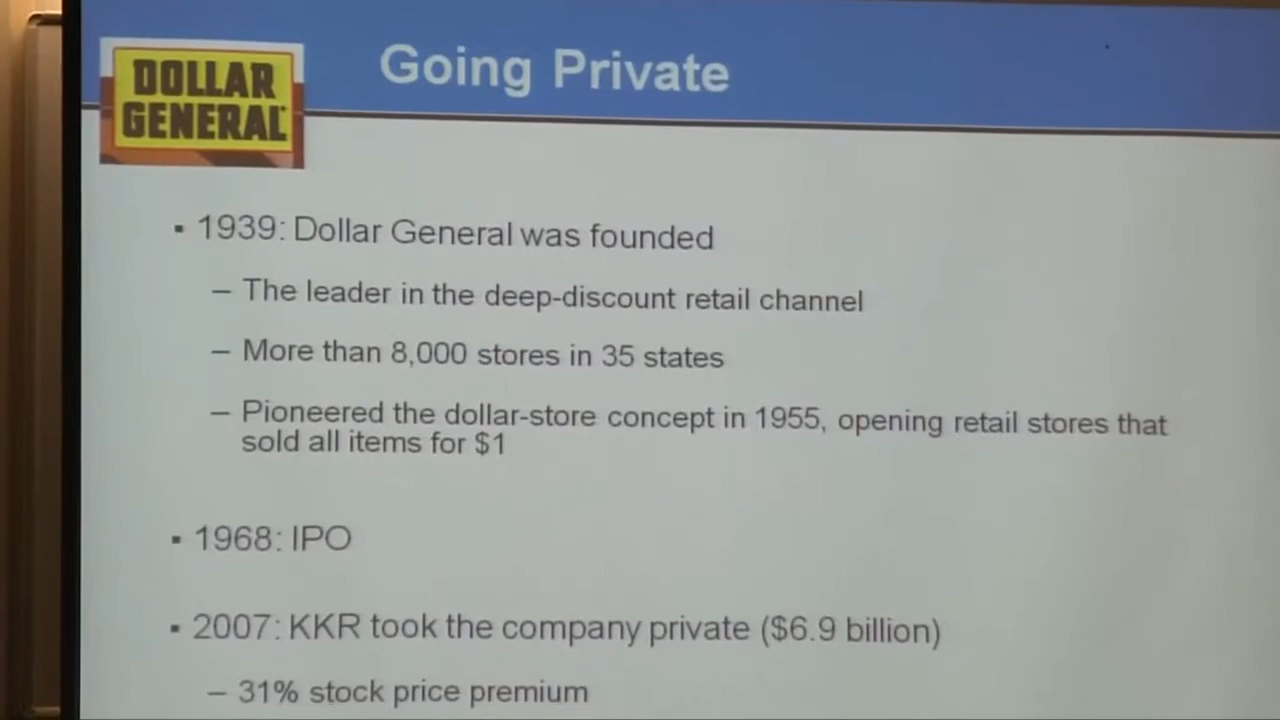 DOLLAR
GENERAL
Going Private
▪ 1939: Dollar General was founded
– The leader in the deep-discount retail channel
– More than 8,000 stores in 35 states
– Pioneered the dollar-store concept in 1955, opening retail stores that
sold all items for $1
▪ 1968: IPO
▪ 2007: KKR took the company private ($6.9 billion)
– 31% stock price premium